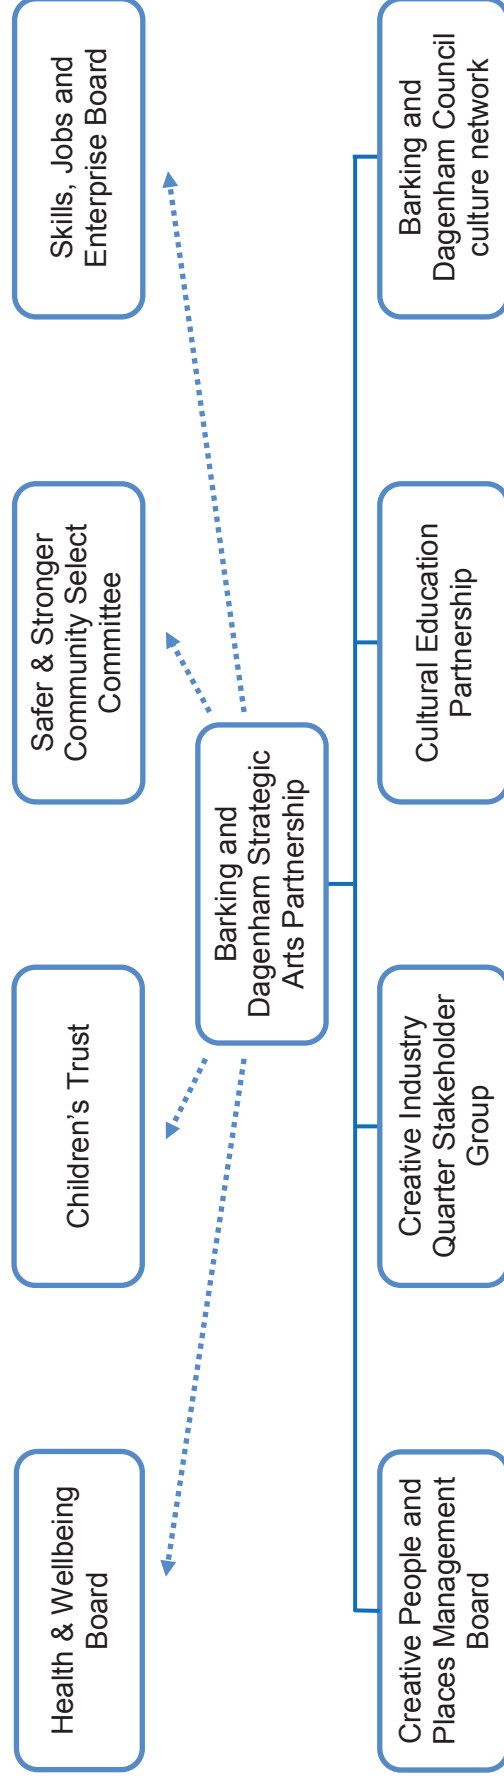 Health & Wellbeing
Board
Children’s Trust
Safer & Stronger
Community Select
Committee
Skills, Jobs and
Enterprise Board
Barking and
Dagenham Strategic
Arts Partnership
Creative People and
Places Management
Board
Creative Industry
Quarter Stakeholder
Group
Cultural Education
Partnership
Barking and
Dagenham Council
culture network